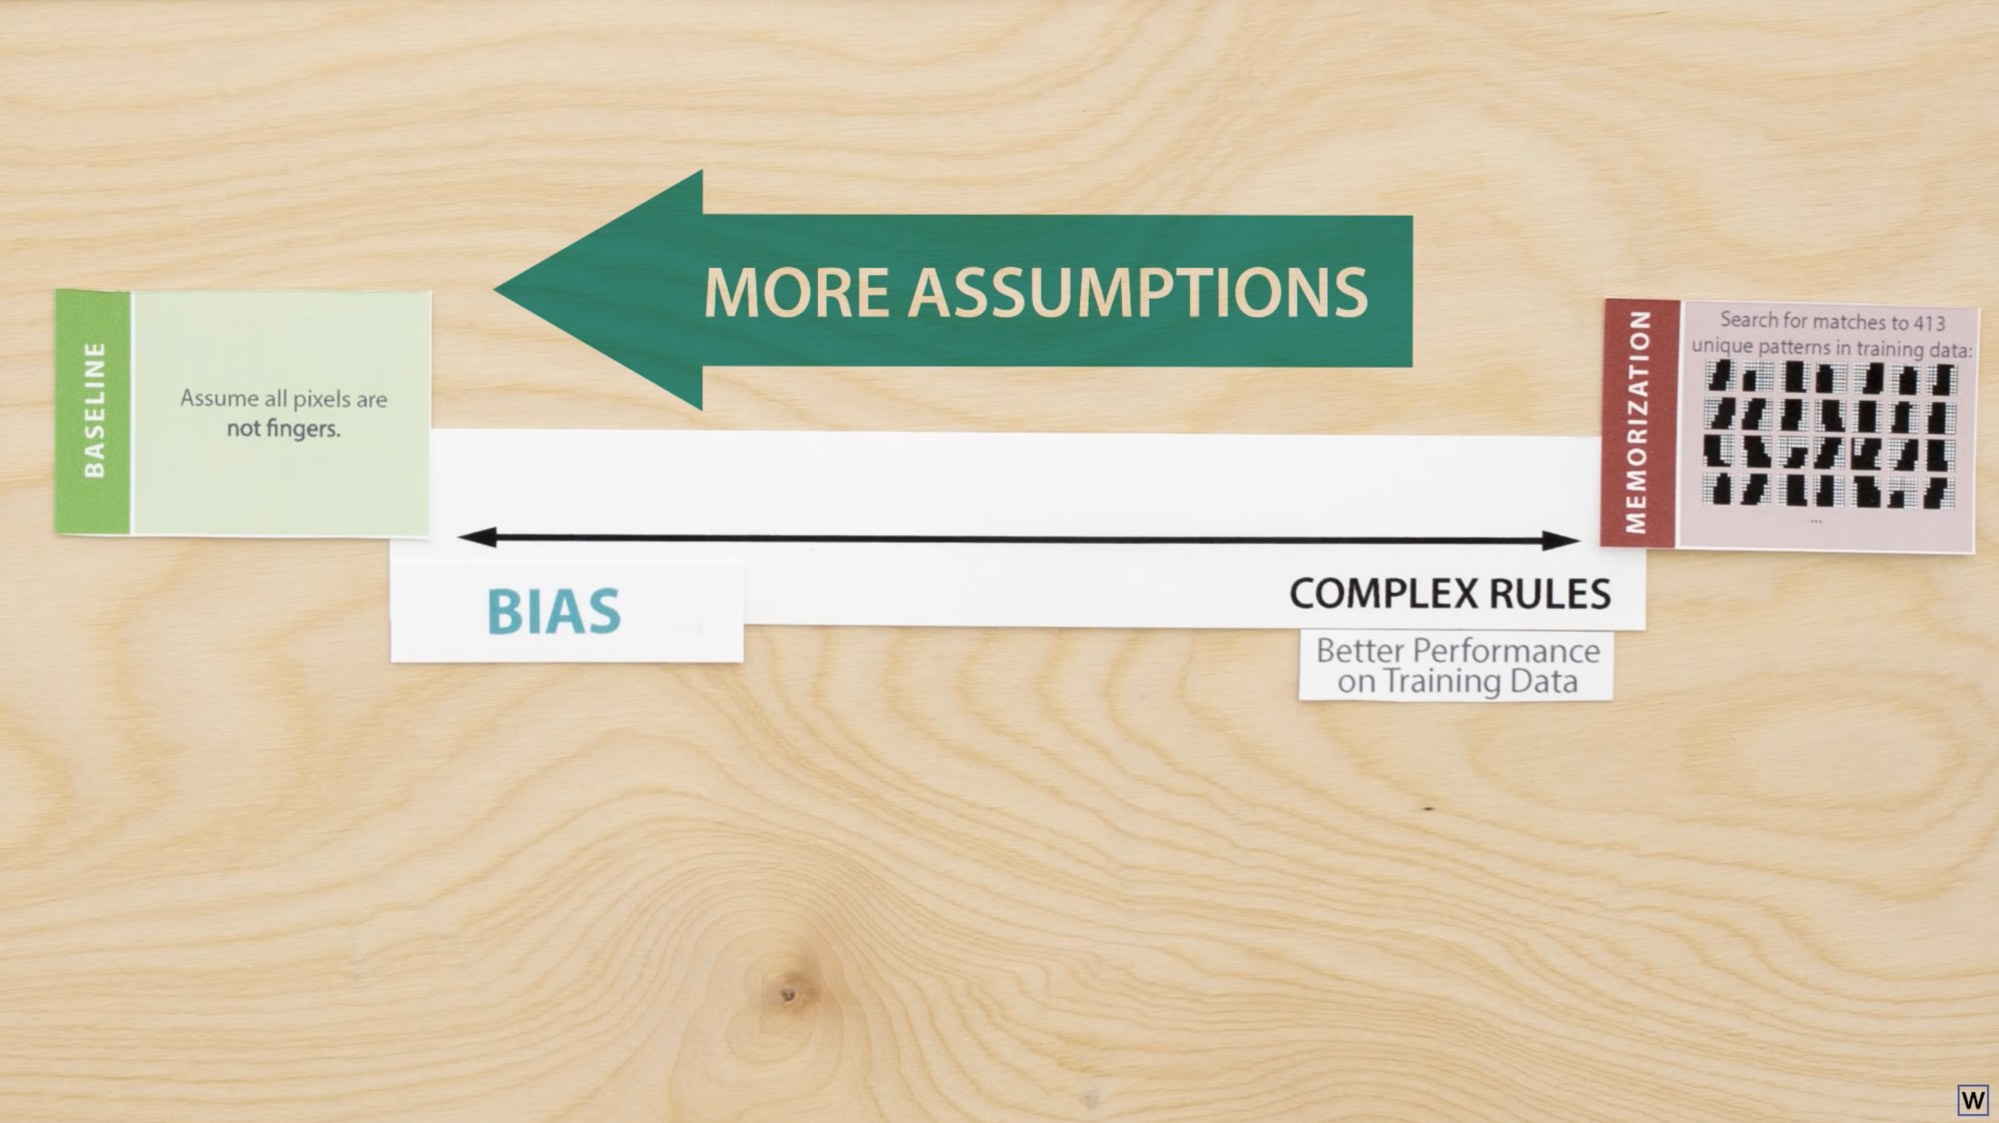 MORE ASSUMPTIONS
BASELINE
Assume all pixels are
not fingers.
MEMORIZATION
Search for matches to 413
unique patterns in training data:
...
BIAS
COMPLEX RULES
Better Performance
on Training Data
W